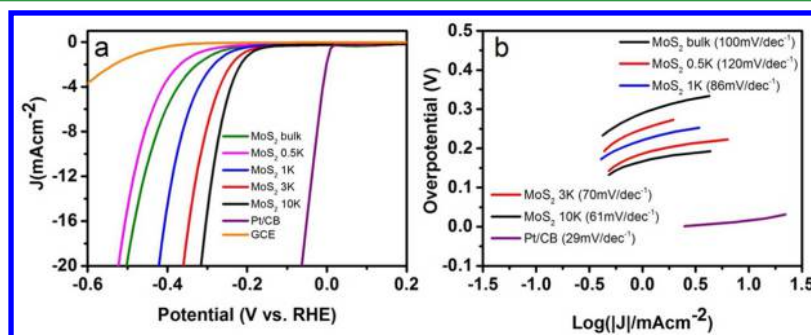 a
0
-4
-8
-12
-16
-20
J(mAcm⁻²)
MoS₂ bulk
MoS₂ 0.5K
MoS₂ 1K
MoS₂ 3K
MoS₂ 10K
Pt/CB
GCE
-0.6 -0.4 -0.2 0.0 0.2
Potential (V vs. RHE)
b
0.5
0.4
0.3
0.2
0.1
0.0
-0.1
Overpotential (V)
MoS₂ bulk (100mV/dec⁻¹)
MoS₂ 0.5K (120mV/dec⁻¹)
MoS₂ 1K (86mV/dec⁻¹)
MoS₂ 3K (70mV/dec⁻¹)
MoS₂ 10K (61mV/dec⁻¹)
Pt/CB (29mV/dec⁻¹)
-1.5 -1.0 -0.5 0.0 0.5 1.0 1.5
Log(|J|/mAcm⁻²)